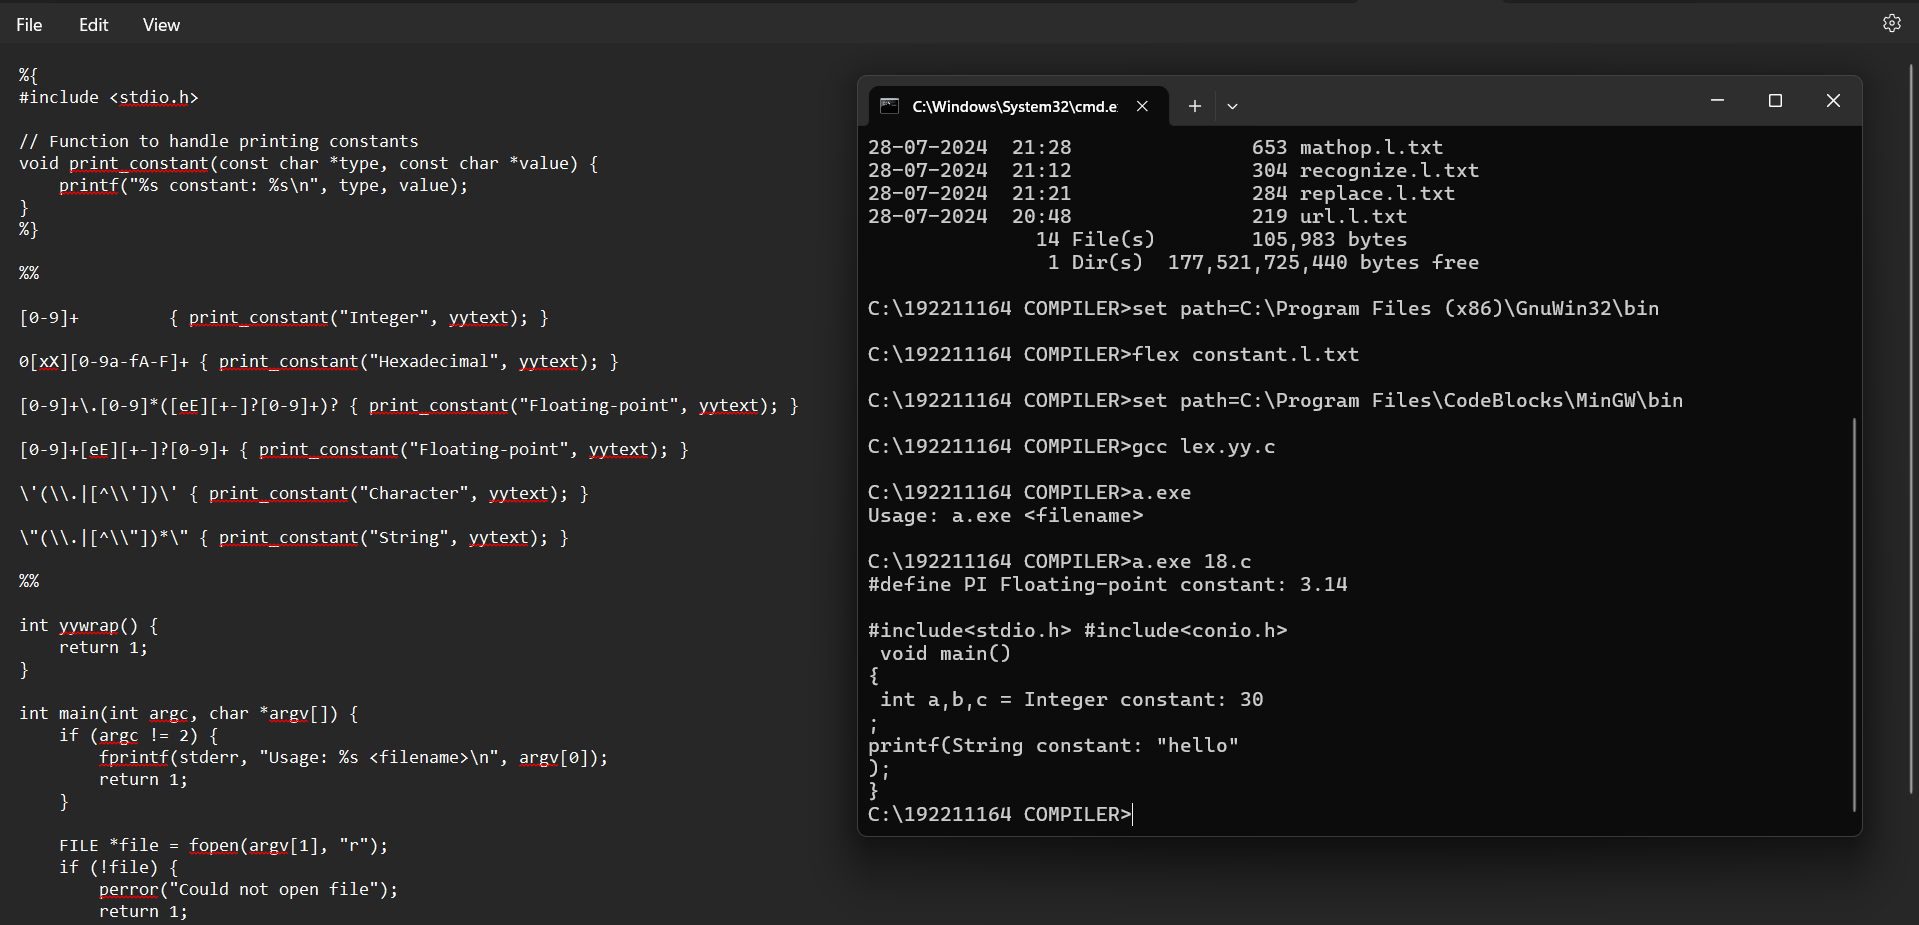 File Edit View
%{
#include <stdio.h>
// Function to handle printing constants
void print_constant(const char *type, const char *value) {
    printf("%s constant: %s\n", type, value);
}
%}
%%
[0-9]+         { print_constant("Integer", yytext); }
0[xX][0-9a-fA-F]+ { print_constant("Hexadecimal", yytext); }
[0-9]+\.[0-9]*([eE][+-]?[0-9]+)? { print_constant("Floating-point", yytext); }
[0-9]+[eE][+-]?[0-9]+ { print_constant("Floating-point", yytext); }
\'(\\.|[^\\'])\' { print_constant("Character", yytext); }
\"(\\.|[^\\"])*\" { print_constant("String", yytext); }
%%
int yywrap() {
    return 1;
}
int main(int argc, char *argv[]) {
    if (argc != 2) {
        fprintf(stderr, "Usage: %s <filename>\n", argv[0]);
        return 1;
    }
    FILE *file = fopen(argv[1], "r");
    if (!file) {
        perror("Could not open file");
        return 1;
C:\Windows\System32\cmd.e
28-07-2024  21:28               653 mathop.l.txt
28-07-2024  21:12               304 recognize.l.txt
28-07-2024  21:21               284 replace.l.txt
28-07-2024  20:48               219 url.l.txt
              14 File(s)        105,983 bytes
               1 Dir(s)  177,521,725,440 bytes free
C:\192211164 COMPILER>set path=C:\Program Files (x86)\GnuWin32\bin
C:\192211164 COMPILER>flex constant.l.txt
C:\192211164 COMPILER>set path=C:\Program Files\CodeBlocks\MinGW\bin
C:\192211164 COMPILER>gcc lex.yy.c
C:\192211164 COMPILER>a.exe
Usage: a.exe <filename>
C:\192211164 COMPILER>a.exe 18.c
#define PI Floating-point constant: 3.14
#include<stdio.h> #include<conio.h>
 void main()
{
 int a,b,c = Integer constant: 30
;
printf(String constant: "hello"
);
}
C:\192211164 COMPILER>